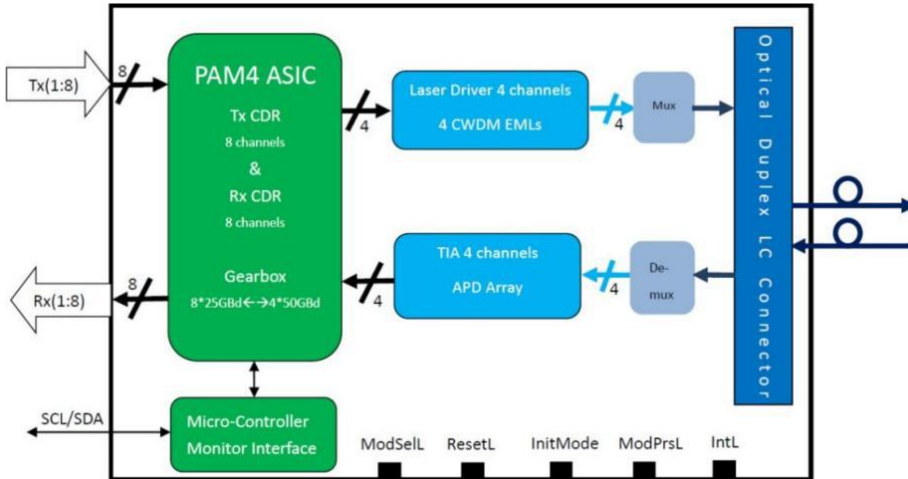 Tx(1:8)
8
PAM4 ASIC
Tx CDR
8 channels
&
Rx CDR
8 channels
Gearbox
8*25GBd←→4*50GBd
4
Laser Driver 4 channels
4 CWDM EMLs
4
Mux
Optical Duplex LC Connector
Rx(1:8)
8
4
TIA 4 channels
APD Array
4
De-
mux
SCL/SDA
Micro-Controller
Monitor Interface
ModSelL
ResetL
InitMode
ModPrsL
IntL